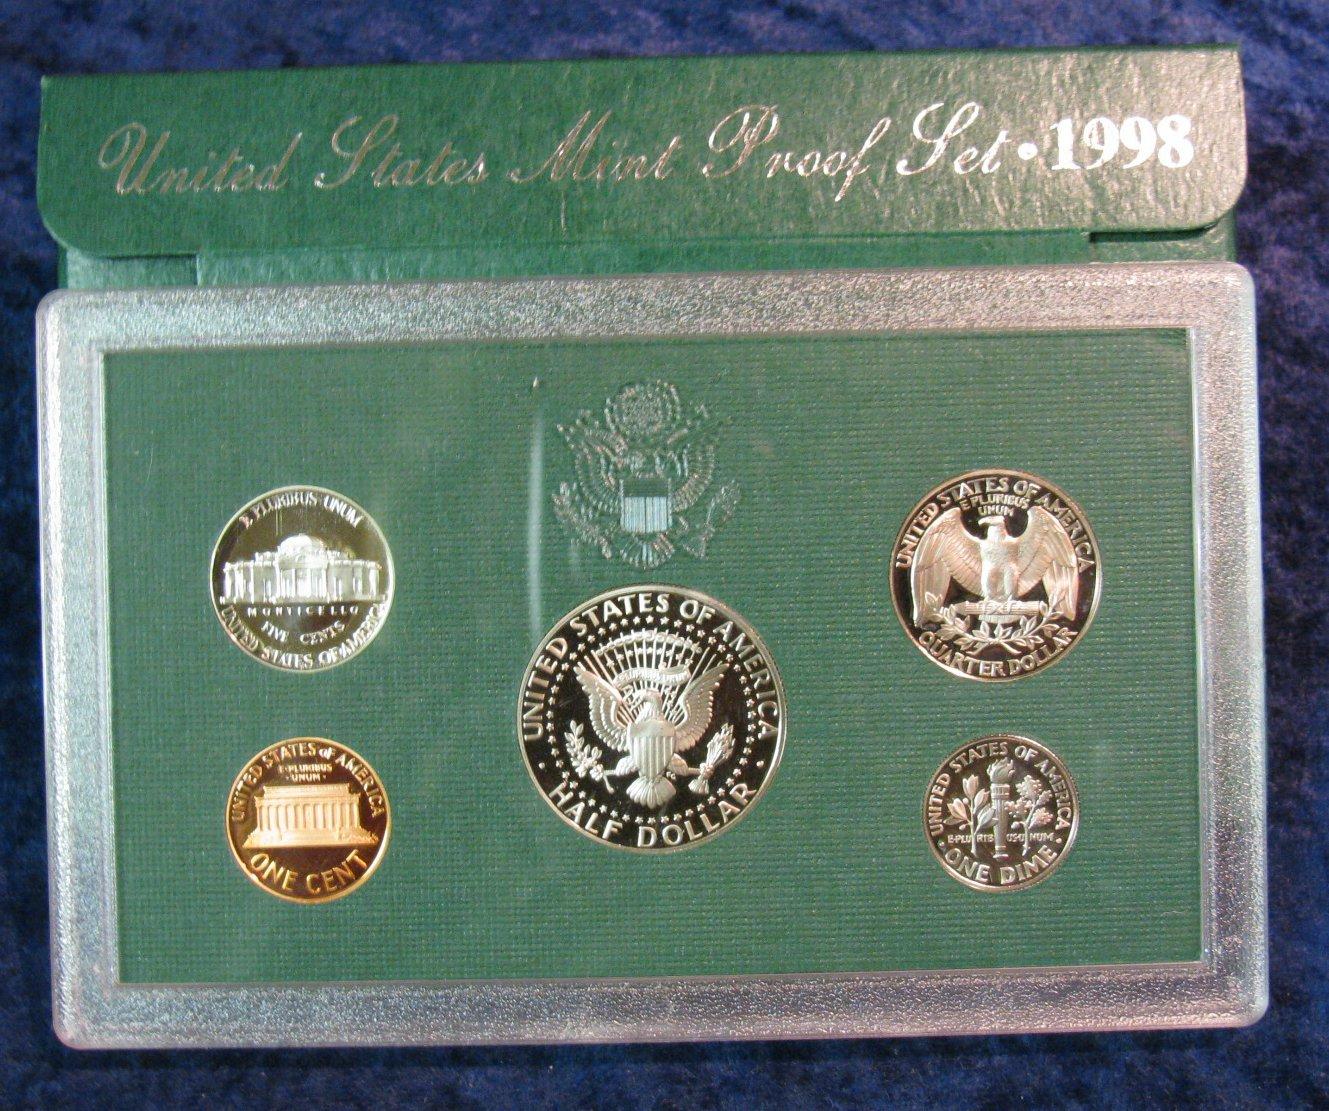 United States Mint Proof Set • 1998
E PLURIBUS UNUM
MONTICELLO
FIVE CENTS
UNITED STATES OF AMERICA
UNITED STATES OF AMERICA
E PLURIBUS
UNUM
QUARTER DOLLAR
UNITED STATES OF AMERICA
E PLURIBUS UNUM
HALF DOLLAR
UNITED STATES OF AMERICA
E·PLURIBUS
·UNUM·
ONE CENT
UNITED STATES OF AMERICA
E·PLURIBUS·UNUM
·ONE DIME·